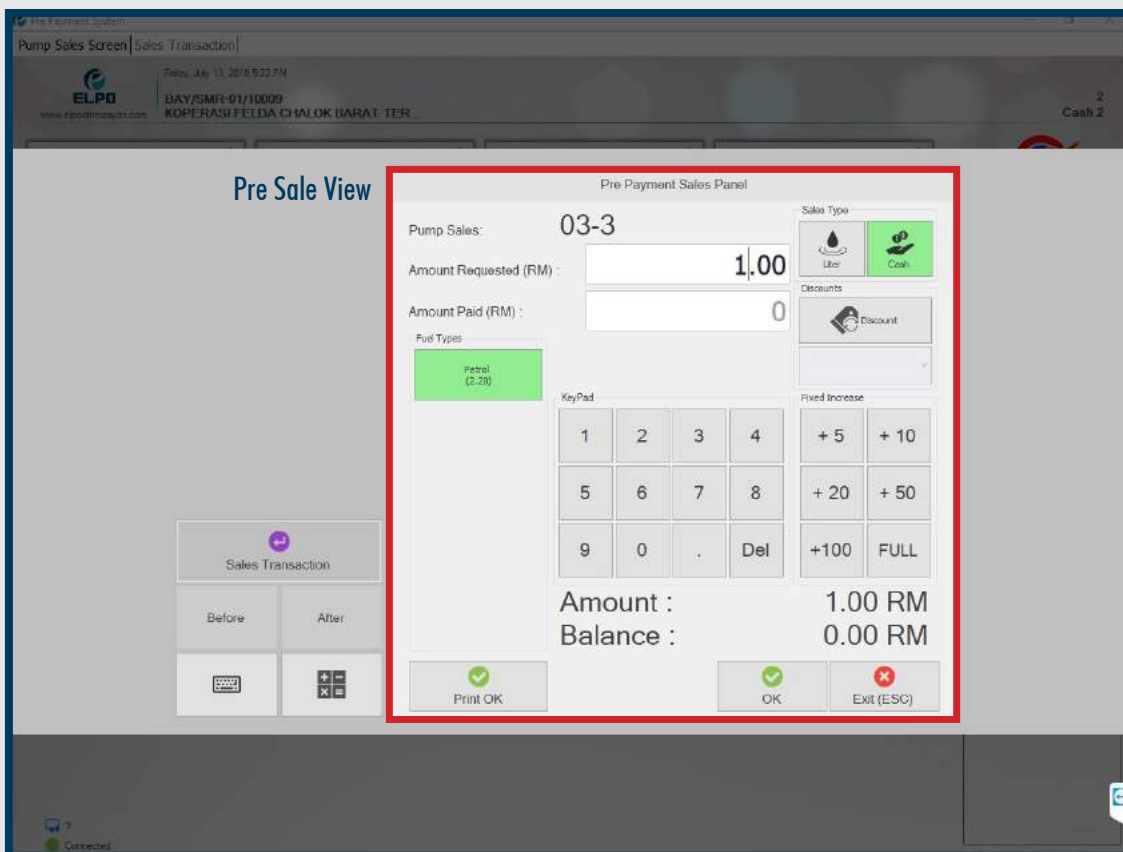 Pre Payment System
Pump Sales Screen Sales Transaction
Friday, July 13, 2018 5:22 PM
ELPO
BAY/SMR-01/10009
KOPERASI FELDA CHALOK BARAT TER...
2
Cash 2
Pre Sale View
Pre Payment Sales Panel
Pump Sales: 03-3
Sales Type
Liter Cash
Amount Requested (RM) : 1.00
Discounts
Amount Paid (RM) : 0
Discount
Fuel Types
Petrol
(2.20)
KeyPad
Fixed Increase
1 2 3 4 + 5 + 10
5 6 7 8 + 20 + 50
9 0 . Del +100 FULL
Sales Transaction
Before After
Amount : 1.00 RM
Balance : 0.00 RM
Print OK OK Exit (ESC)
?
Connected